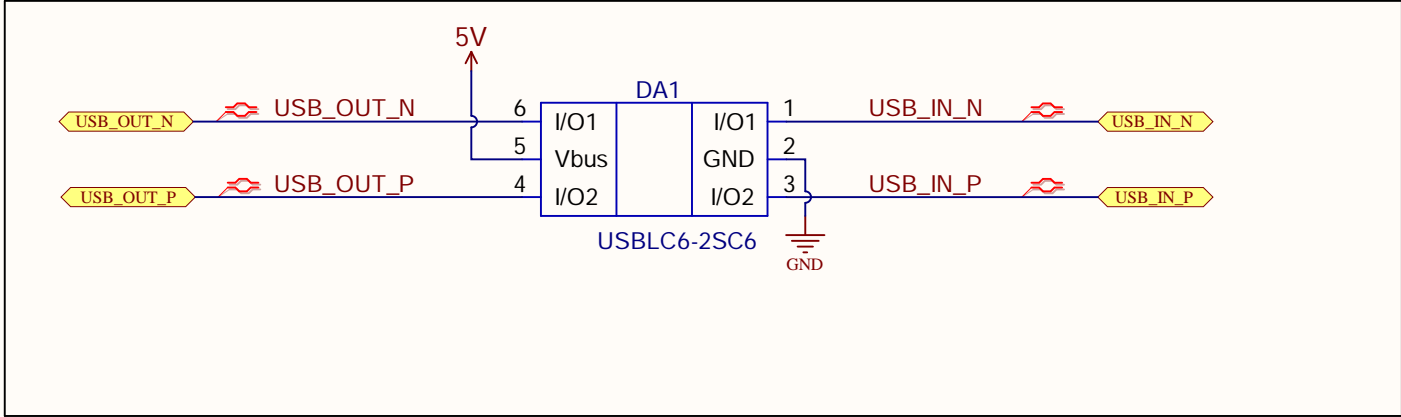 5V
DA1
USB_OUT_N USB_OUT_N 6 I/O1 I/O1 1 USB_IN_N USB_IN_N
5 Vbus GND 2
USB_OUT_P USB_OUT_P 4 I/O2 I/O2 3 USB_IN_P USB_IN_P
USBLC6-2SC6
GND